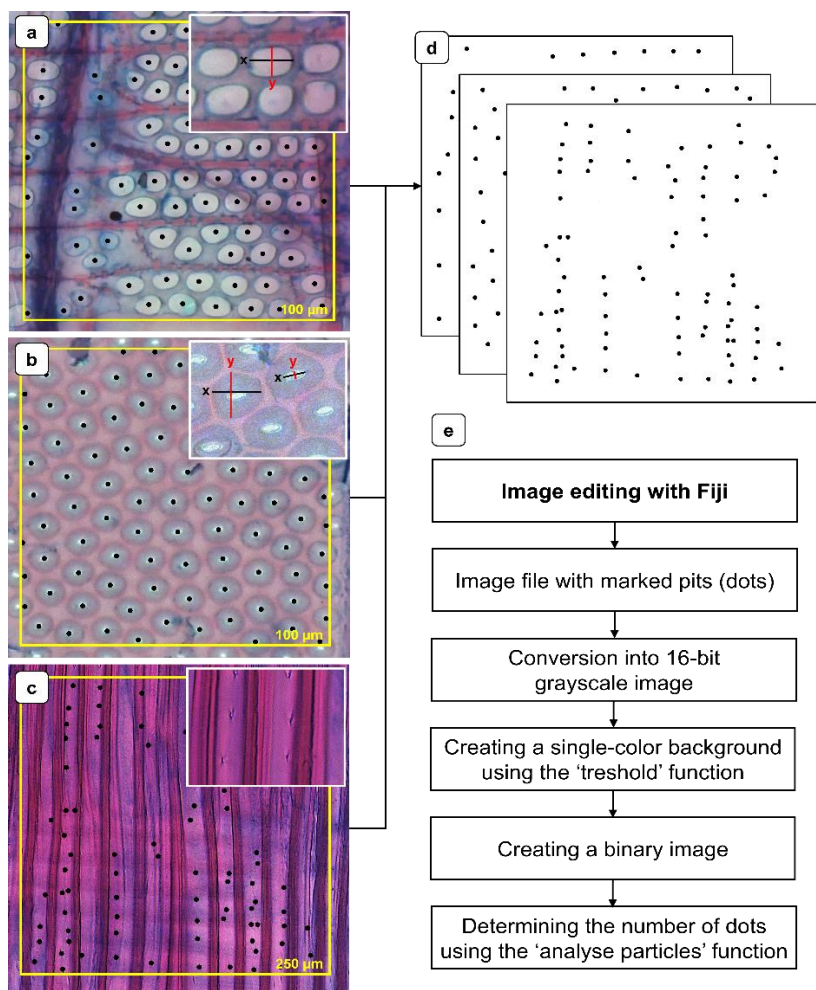 a
x
y
100 µm
b
y
y
x
x
100 µm
c
250 µm
d
e
Image editing with Fiji
Image file with marked pits (dots)
Conversion into 16-bit
grayscale image
Creating a single-color background
using the ‘treshold’ function
Creating a binary image
Determining the number of dots
using the ‘analyse particles’ function